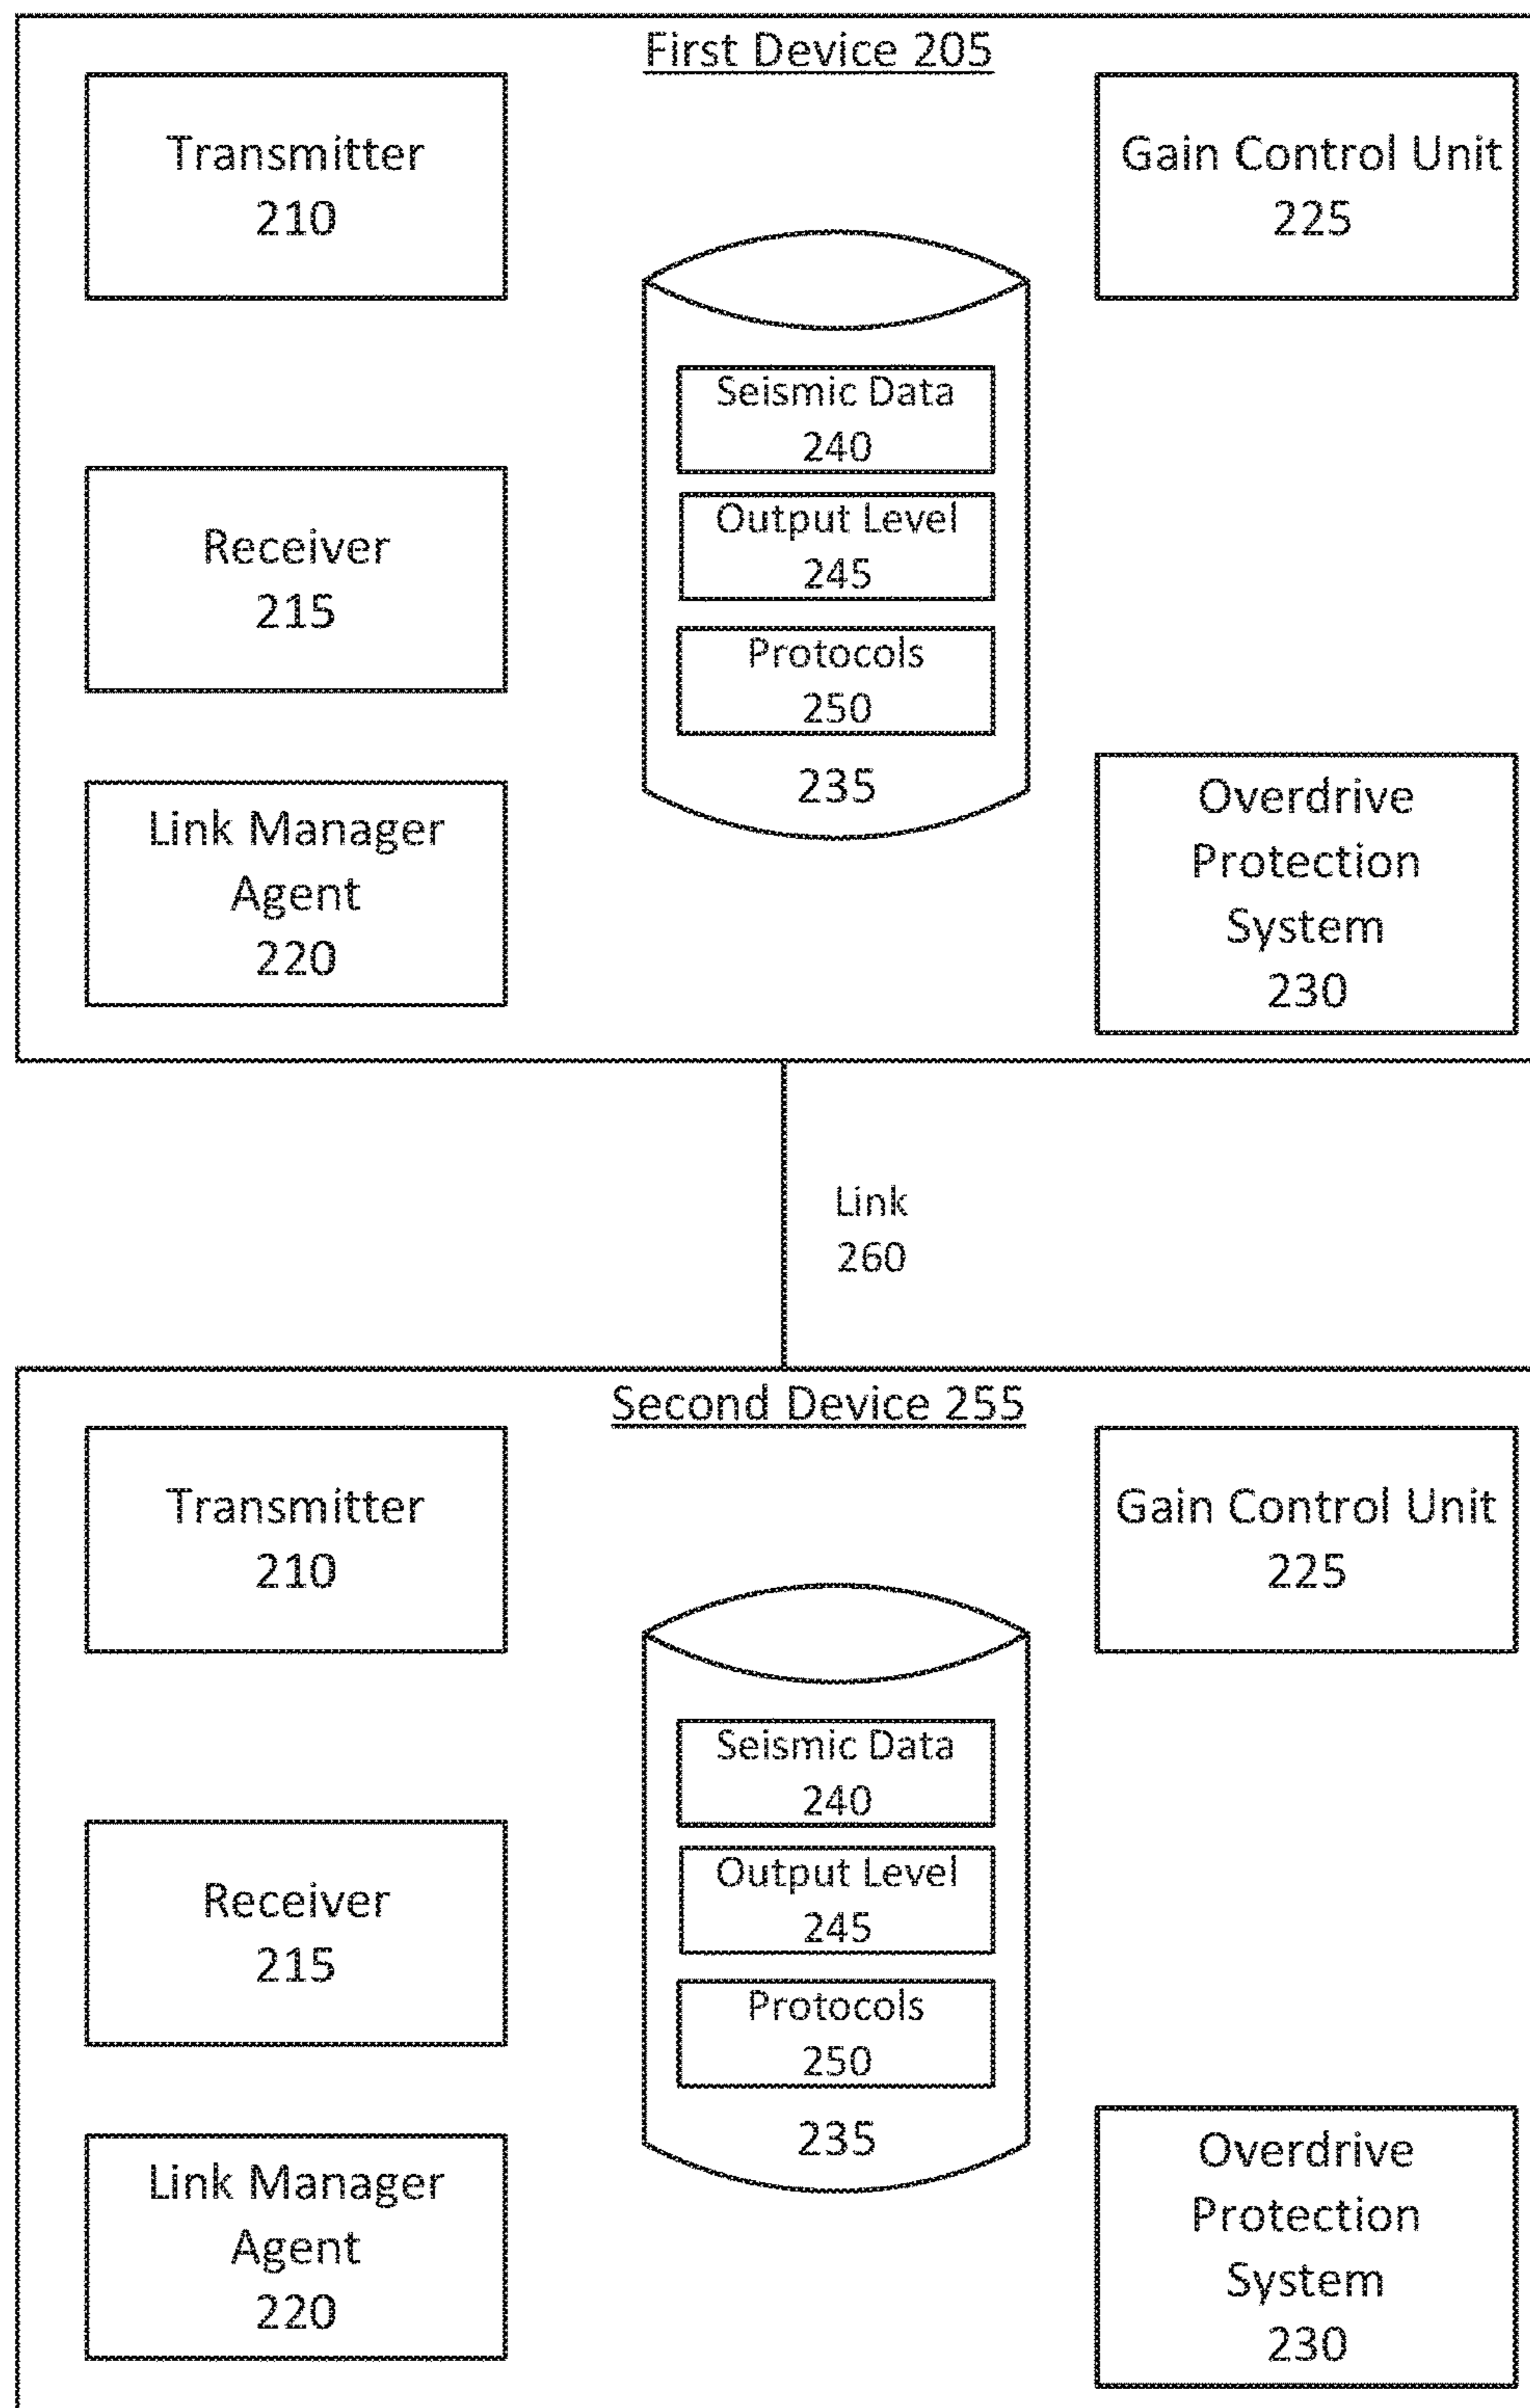 First Device 205
Transmitter
210
Gain Control Unit
225
Seismic Data
240
Output Level
245
Protocols
250
235
Receiver
215
Link Manager
Agent
220
Overdrive
Protection
System
230
Link
260
Second Device 255
Transmitter
210
Gain Control Unit
225
Seismic Data
240
Output Level
245
Protocols
250
235
Receiver
215
Link Manager
Agent
220
Overdrive
Protection
System
230